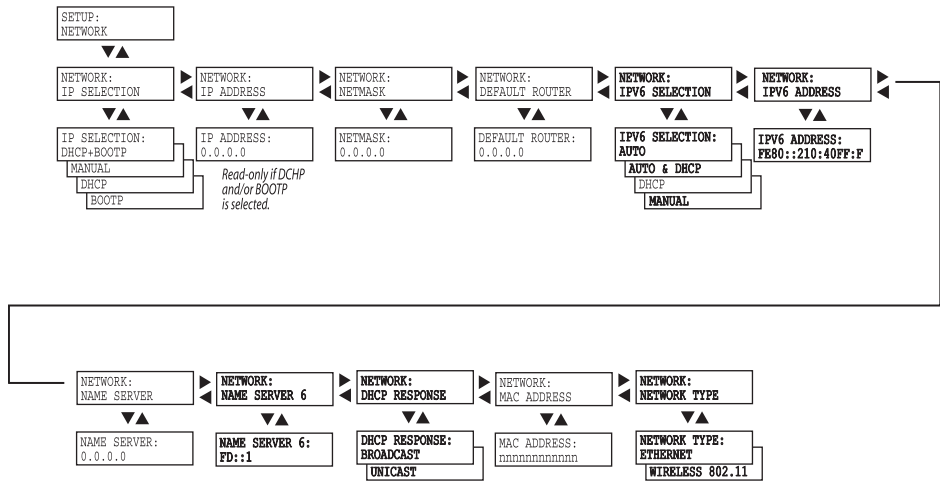 SETUP:
NETWORK
NETWORK:
IP SELECTION
NETWORK:
IP ADDRESS
NETWORK:
NETMASK
NETWORK:
DEFAULT ROUTER
NETWORK:
IPV6 SELECTION
NETWORK:
IPV6 ADDRESS
IP SELECTION:
DHCP+BOOTP
MANUAL
DHCP
BOOTP
IP ADDRESS:
0.0.0.0
Read-only if DCHP
and/or BOOTP
is selected.
NETMASK:
0.0.0.0
DEFAULT ROUTER:
0.0.0.0
IPV6 SELECTION:
AUTO
AUTO & DHCP
DHCP
MANUAL
IPV6 ADDRESS:
FE80::210:40FF:F
NETWORK:
NAME SERVER
NETWORK:
NAME SERVER 6
NETWORK:
DHCP RESPONSE
NETWORK:
MAC ADDRESS
NETWORK:
NETWORK TYPE
NAME SERVER:
0.0.0.0
NAME SERVER 6:
FD::1
DHCP RESPONSE:
BROADCAST
UNICAST
MAC ADDRESS:
nnnnnnnnnnnn
NETWORK TYPE:
ETHERNET
WIRELESS 802.11